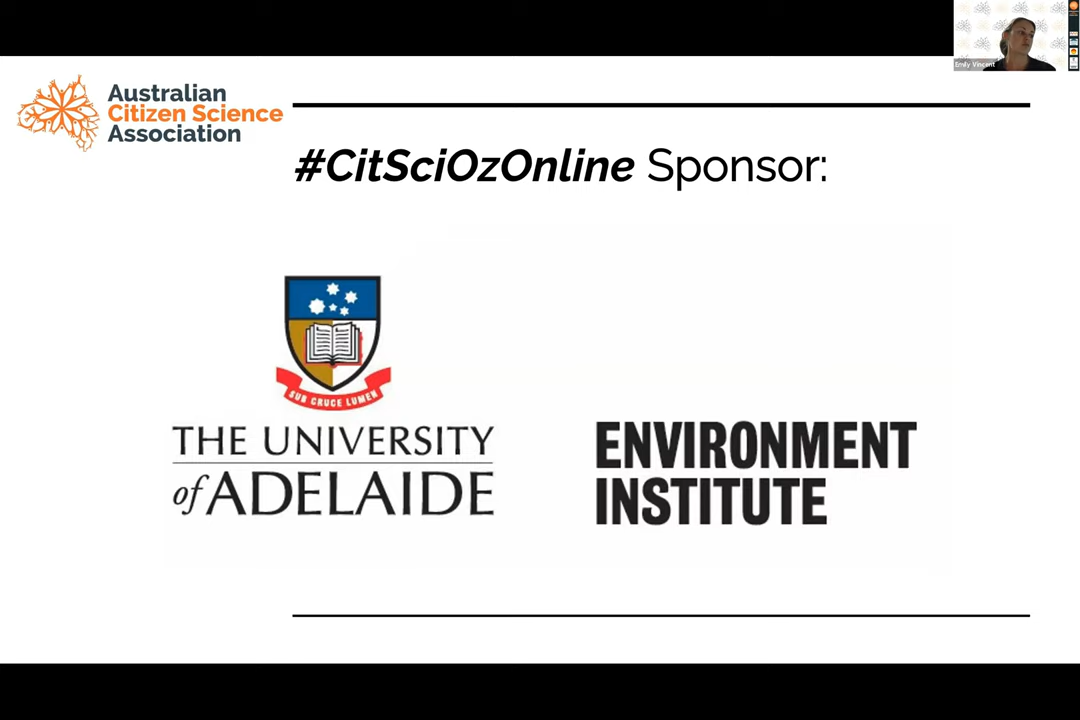 Emily Vincent
Australian
Citizen Science
Association
#CitSciOzOnline Sponsor:
SUB CRUCE LUMEN
THE UNIVERSITY
of ADELAIDE
ENVIRONMENT
INSTITUTE